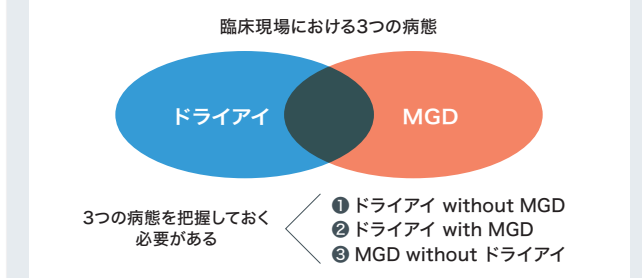 臨床現場における3つの病態
ドライアイ
MGD
3つの病態を把握しておく
必要がある
❶ ドライアイ without MGD
❷ ドライアイ with MGD
❸ MGD without ドライアイ